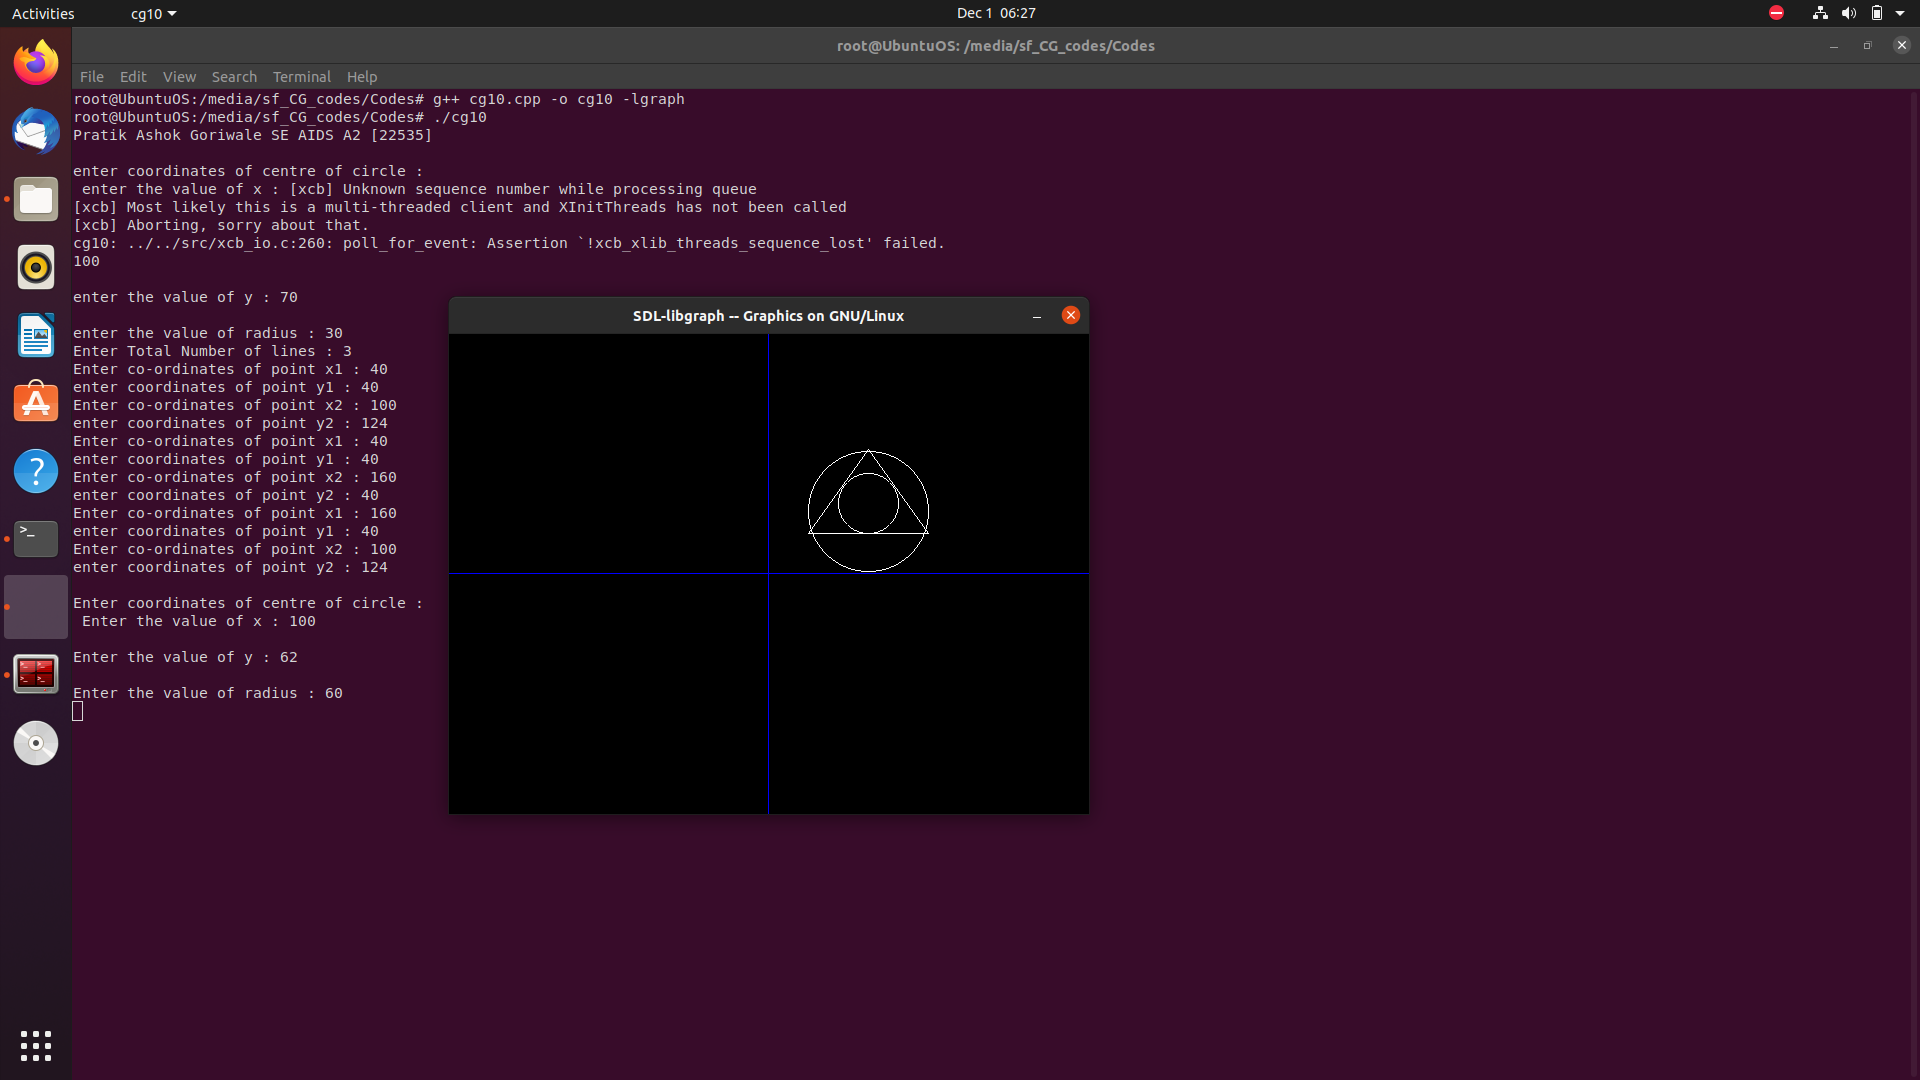 Activities
cg10
Dec 1 06:27
root@UbuntuOS: /media/sf_CG_codes/Codes
File Edit View Search Terminal Help
root@UbuntuOS:/media/sf_CG_codes/Codes# g++ cg10.cpp -o cg10 -lgraph
root@UbuntuOS:/media/sf_CG_codes/Codes# ./cg10
Pratik Ashok Goriwale SE AIDS A2 [22535]
enter coordinates of centre of circle :
enter the value of x : [xcb] Unknown sequence number while processing queue
[xcb] Most likely this is a multi-threaded client and XInitThreads has not been called
[xcb] Aborting, sorry about that.
cg10: ../../src/xcb_io.c:260: poll_for_event: Assertion `!xcb_xlib_threads_sequence_lost' failed.
100
enter the value of y : 70
enter the value of radius : 30
Enter Total Number of lines : 3
Enter co-ordinates of point x1 : 40
enter coordinates of point y1 : 40
Enter co-ordinates of point x2 : 100
enter coordinates of point y2 : 124
Enter co-ordinates of point x1 : 40
enter coordinates of point y1 : 40
Enter co-ordinates of point x2 : 160
enter coordinates of point y2 : 40
Enter co-ordinates of point x1 : 160
enter coordinates of point y1 : 40
Enter co-ordinates of point x2 : 100
enter coordinates of point y2 : 124
Enter coordinates of centre of circle :
Enter the value of x : 100
Enter the value of y : 62
Enter the value of radius : 60
SDL-libgraph -- Graphics on GNU/Linux